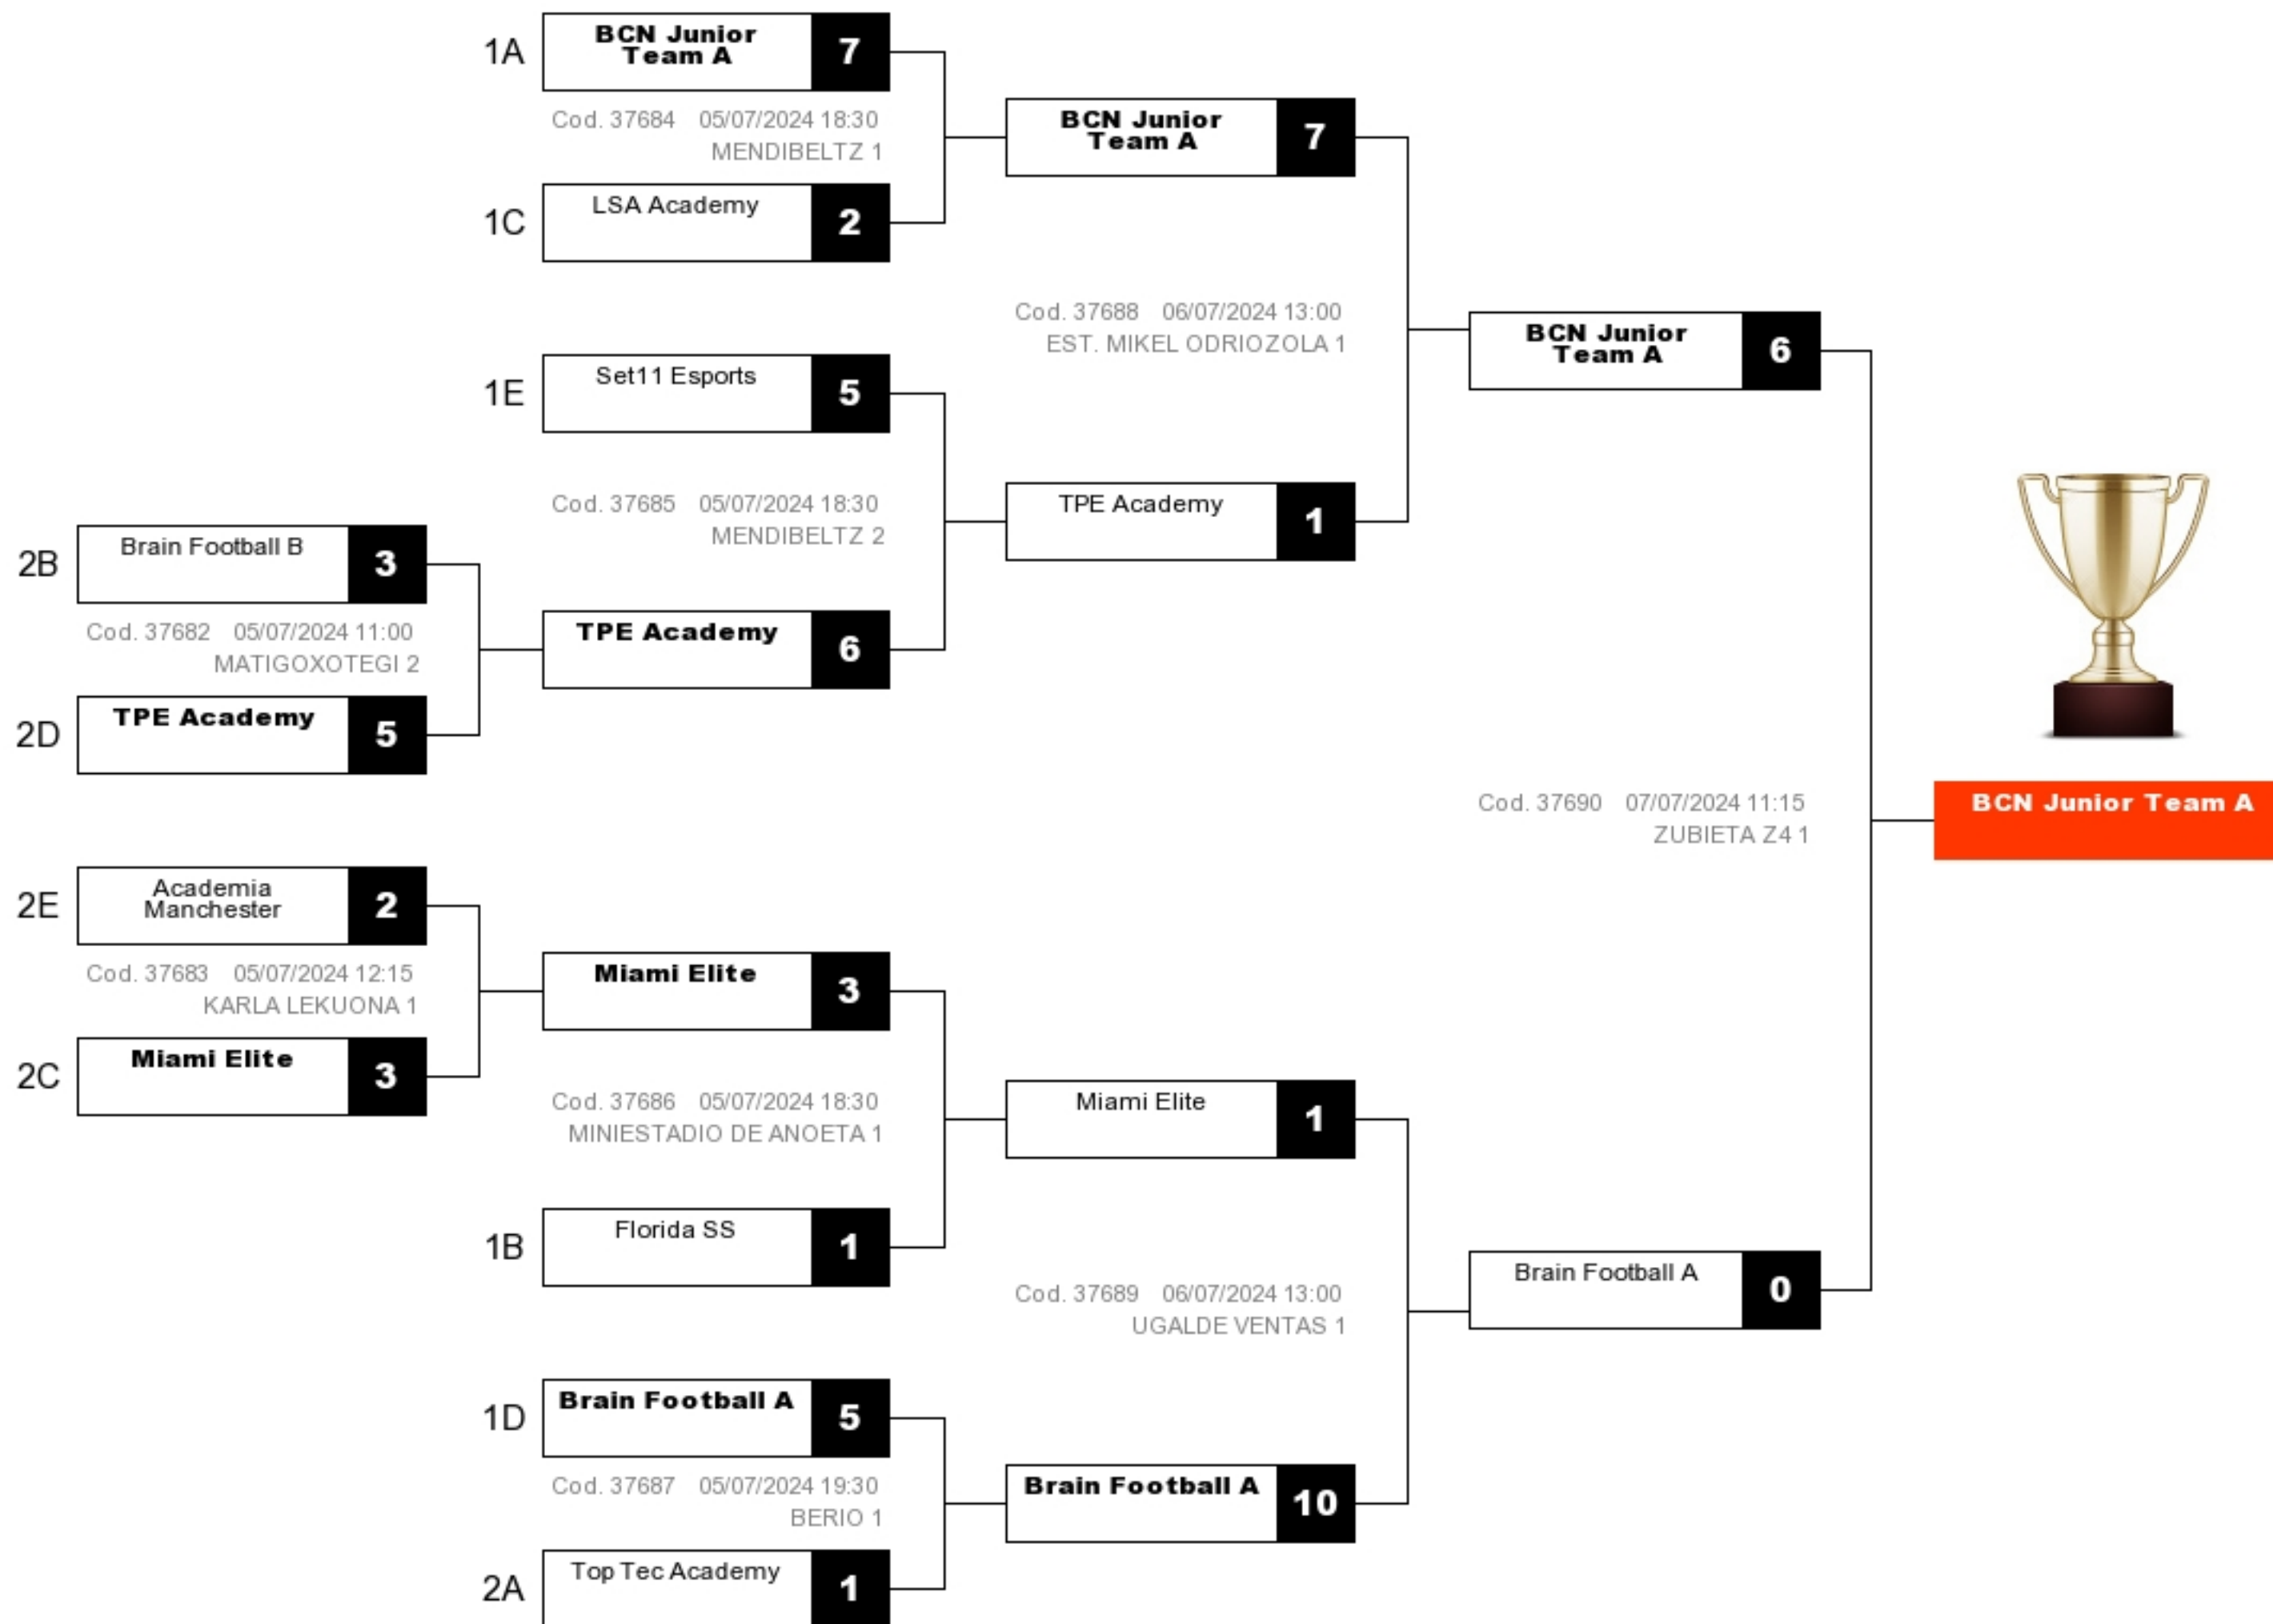 1A
BCN Junior
Team A
7
Cod. 37684 05/07/2024 18:30
MENDIBELTZ 1
1C
LSA Academy
2
BCN Junior
Team A
7
Cod. 37688 06/07/2024 13:00
EST. MIKEL ODRIOZOLA 1
1E
Set11 Esports
5
Cod. 37685 05/07/2024 18:30
MENDIBELTZ 2
TPE Academy
1
BCN Junior
Team A
6
2B
Brain Football B
3
Cod. 37682 05/07/2024 11:00
MATIGOXOTEGI 2
2D
TPE Academy
5
TPE Academy
6
Cod. 37690 07/07/2024 11:15
ZUBIETA Z4 1
BCN Junior Team A
2E
Academia
Manchester
2
Cod. 37683 05/07/2024 12:15
KARLA LEKUONA 1
2C
Miami Elite
3
Miami Elite
3
Cod. 37686 05/07/2024 18:30
MINIESTADIO DE ANOETA 1
1B
Florida SS
1
Miami Elite
1
Cod. 37689 06/07/2024 13:00
UGALDE VENTAS 1
Brain Football A
0
1D
Brain Football A
5
Cod. 37687 05/07/2024 19:30
BERIO 1
2A
Top Tec Academy
1
Brain Football A
10